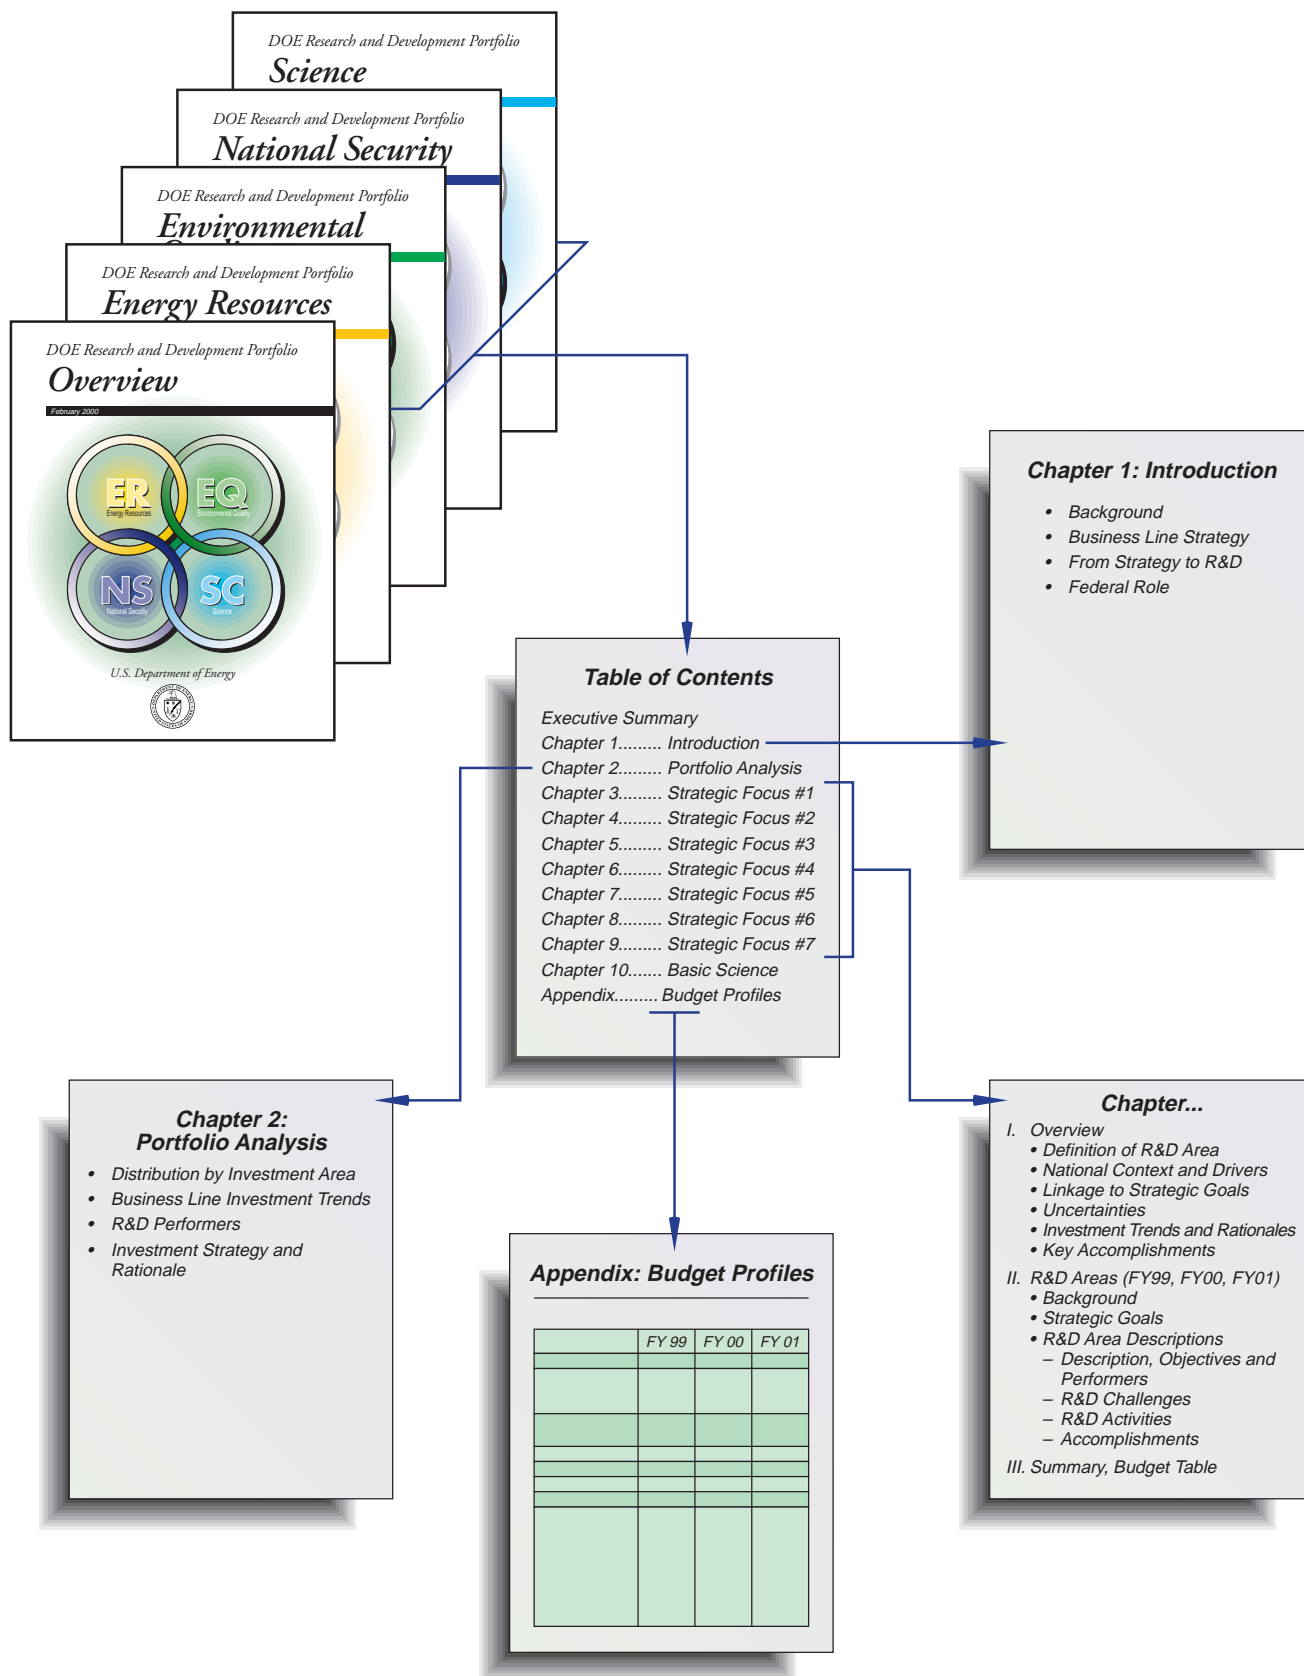 DOE Research and Development Portfolio
Science
DOE Research and Development Portfolio
National Security
DOE Research and Development Portfolio
Environmental
DOE Research and Development Portfolio
Energy Resources
DOE Research and Development Portfolio
Overview
February 2000
ER
Energy Resources
EQ
Environmental Quality
NS
National Security
SC
Science
U.S. Department of Energy
Chapter 1: Introduction
• Background
• Business Line Strategy
• From Strategy to R&D
• Federal Role
Table of Contents
Executive Summary
Chapter 1......... Introduction
Chapter 2......... Portfolio Analysis
Chapter 3......... Strategic Focus #1
Chapter 4......... Strategic Focus #2
Chapter 5......... Strategic Focus #3
Chapter 6......... Strategic Focus #4
Chapter 7......... Strategic Focus #5
Chapter 8......... Strategic Focus #6
Chapter 9......... Strategic Focus #7
Chapter 10....... Basic Science
Appendix......... Budget Profiles
Chapter 2:
Portfolio Analysis
• Distribution by Investment Area
• Business Line Investment Trends
• R&D Performers
• Investment Strategy and
Rationale
Appendix: Budget Profiles
FY 99 FY 00 FY 01
Chapter...
I. Overview
• Definition of R&D Area
• National Context and Drivers
• Linkage to Strategic Goals
• Uncertainties
• Investment Trends and Rationales
• Key Accomplishments
II. R&D Areas (FY99, FY00, FY01)
• Background
• Strategic Goals
• R&D Area Descriptions
– Description, Objectives and
Performers
– R&D Challenges
– R&D Activities
– Accomplishments
III. Summary, Budget Table